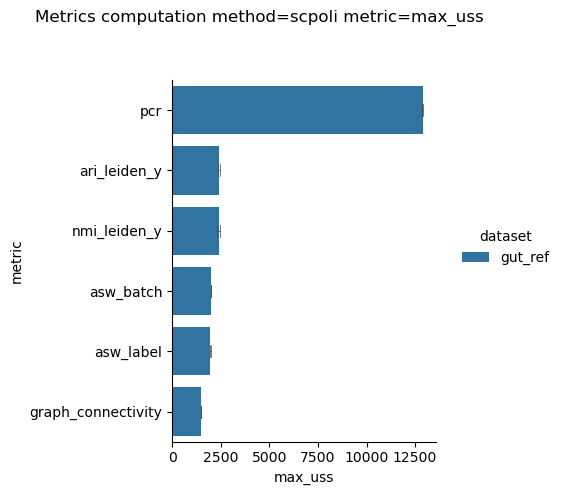 Metrics computation method=scpoli metric=max_uss
pcr
ari_leiden_y
nmi_leiden_y
asw_batch
asw_label
graph_connectivity
metric
0 2500 5000 7500 10000 12500
max_uss
dataset
gut_ref